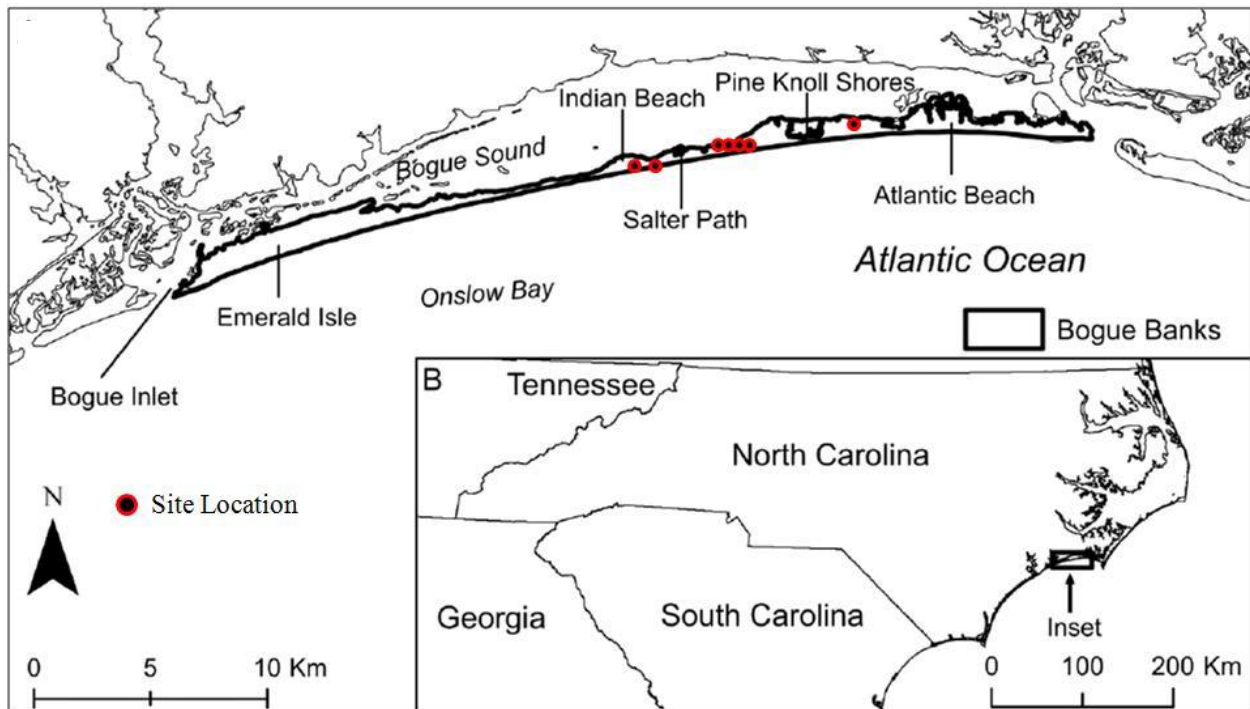 Pine Knoll Shores
Indian Beach
Bogue Sound
Salter Path
Atlantic Beach
Atlantic Ocean
Onslow Bay
Emerald Isle
Bogue Banks
Bogue Inlet
B
Tennessee
North Carolina
N
Site Location
Georgia
South Carolina
Inset
0 5 10 Km
0 100 200 Km